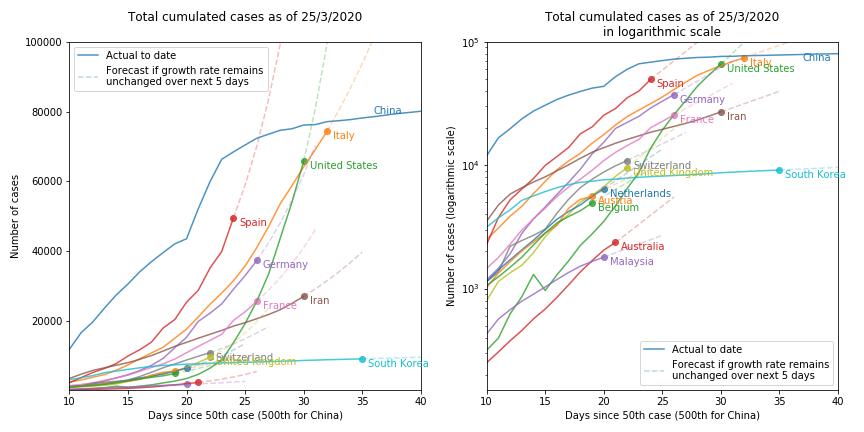 Total cumulated cases as of 25/3/2020
100000
80000
60000
40000
20000
Number of cases
Actual to date
Forecast if growth rate remains
unchanged over next 5 days
China
Italy
United States
Spain
Germany
France
Iran
Switzerland
United Kingdom
South Korea
10 15 20 25 30 35 40
Days since 50th case (500th for China)
Total cumulated cases as of 25/3/2020
in logarithmic scale
10^5
10^4
10^3
Number of cases (logarithmic scale)
China
Italy
United States
Spain
Germany
France
Iran
Switzerland
United Kingdom
South Korea
Netherlands
Austria
Belgium
Australia
Malaysia
Actual to date
Forecast if growth rate remains
unchanged over next 5 days
10 15 20 25 30 35 40
Days since 50th case (500th for China)